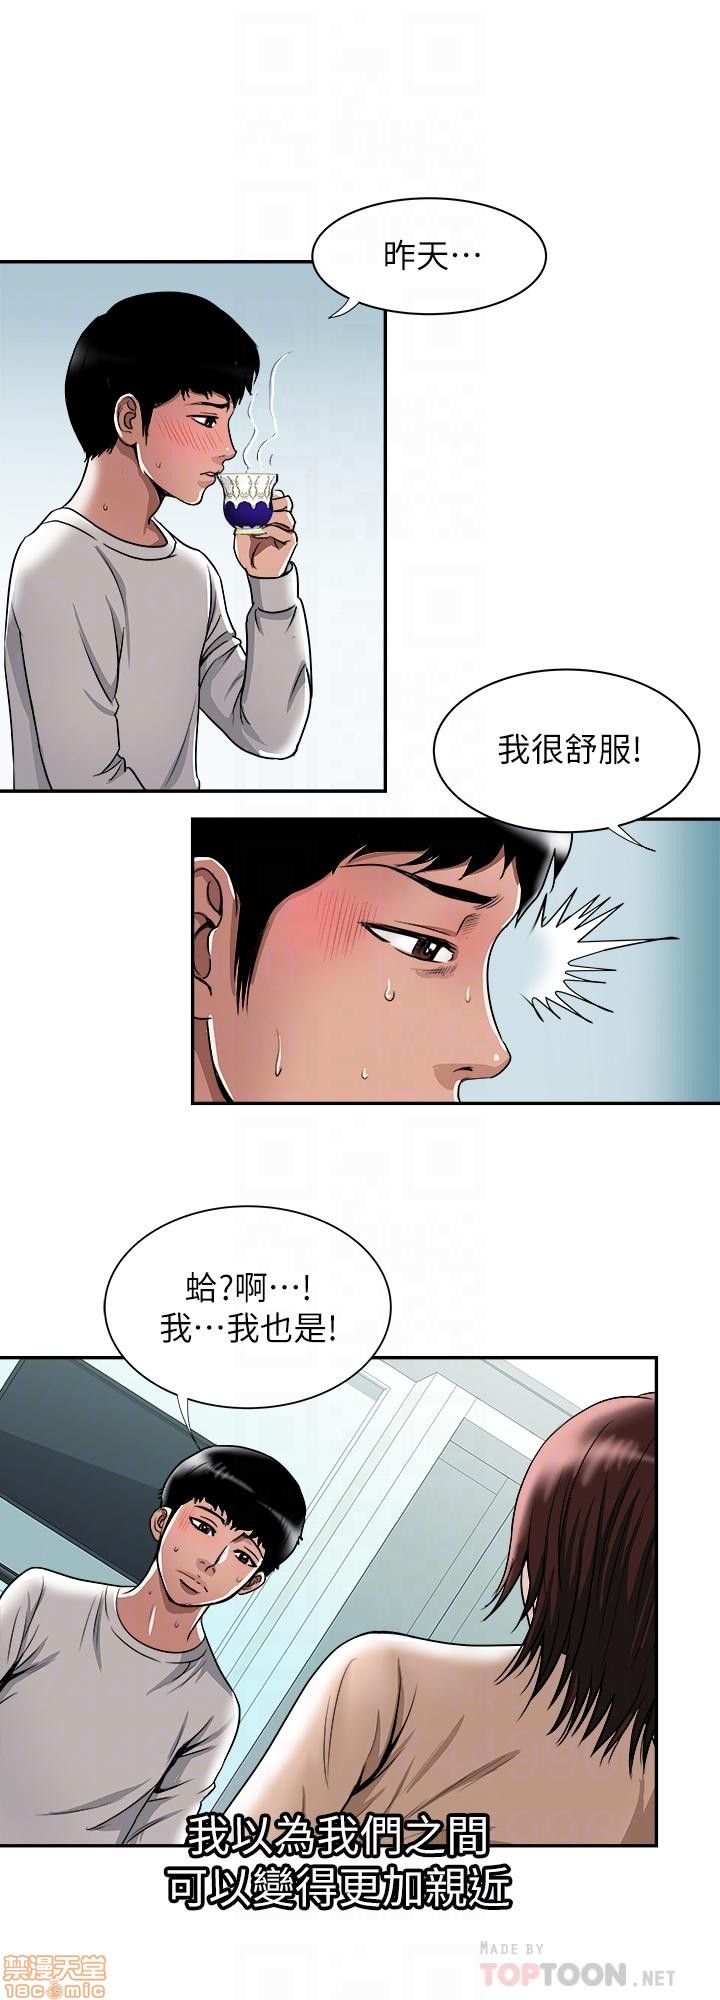 昨天⋯
我很舒服!
蛤?啊⋯!
我⋯我也是!
我以為我們之間
可以變得更加親近
MADE BY
TOPTOON.NET
禁漫天堂
18comic